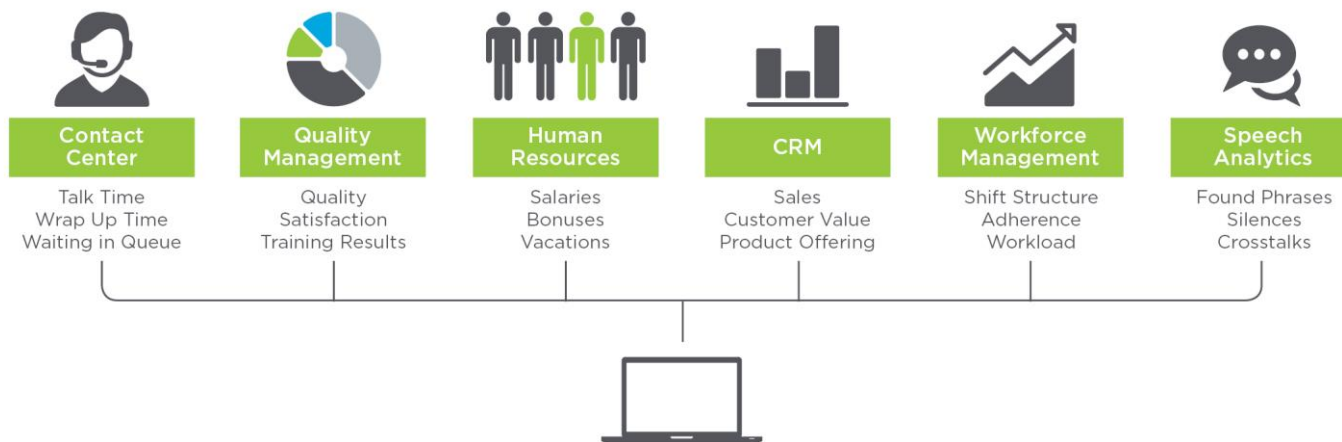 Contact
Center
Talk Time
Wrap Up Time
Waiting in Queue
Quality
Management
Quality
Satisfaction
Training Results
Human
Resources
Salaries
Bonuses
Vacations
CRM
Sales
Customer Value
Product Offering
Workforce
Management
Shift Structure
Adherence
Workload
Speech
Analytics
Found Phrases
Silences
Crosstalks